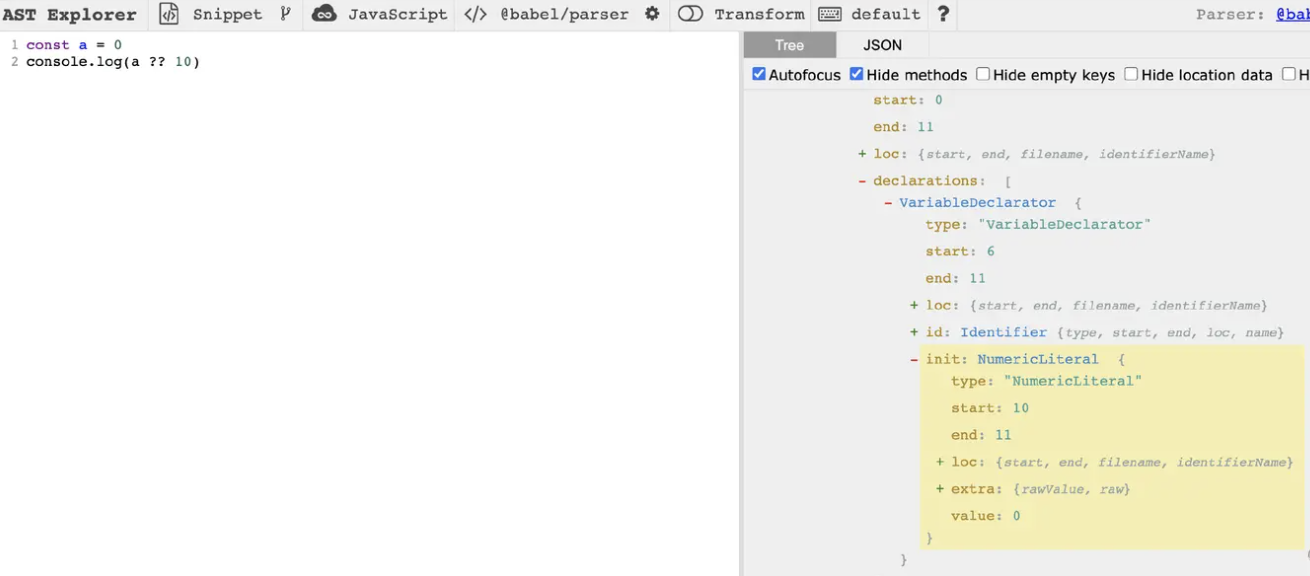 AST Explorer Snippet JavaScript </> @babel/parser Transform default ? Parser: @bab
1 const a = 0
2 console.log(a ?? 10)
Tree JSON
Autofocus Hide methods Hide empty keys Hide location data H
start: 0
end: 11
+ loc: {start, end, filename, identifierName}
- declarations: [
- VariableDeclarator {
type: "VariableDeclarator"
start: 6
end: 11
+ loc: {start, end, filename, identifierName}
+ id: Identifier {type, start, end, loc, name}
- init: NumericLiteral {
type: "NumericLiteral"
start: 10
end: 11
+ loc: {start, end, filename, identifierName}
+ extra: {rawValue, raw}
value: 0
}
}